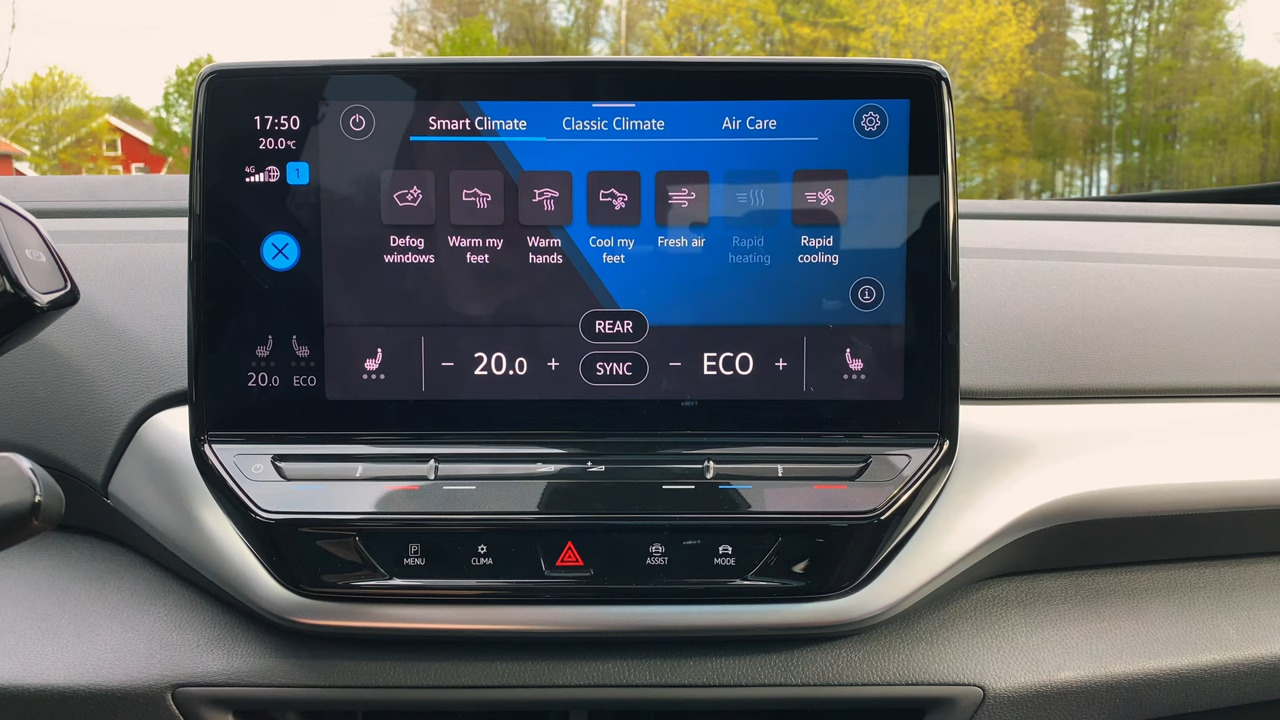 17:50
20.0°C
4G
1
Smart Climate
Classic Climate
Air Care
Defog windows
Warm my feet
Warm hands
Cool my feet
Fresh air
Rapid heating
Rapid cooling
REAR
20.0
SYNC
ECO
20.0
ECO
P
MENU
CLIMA
ASSIST
MODE